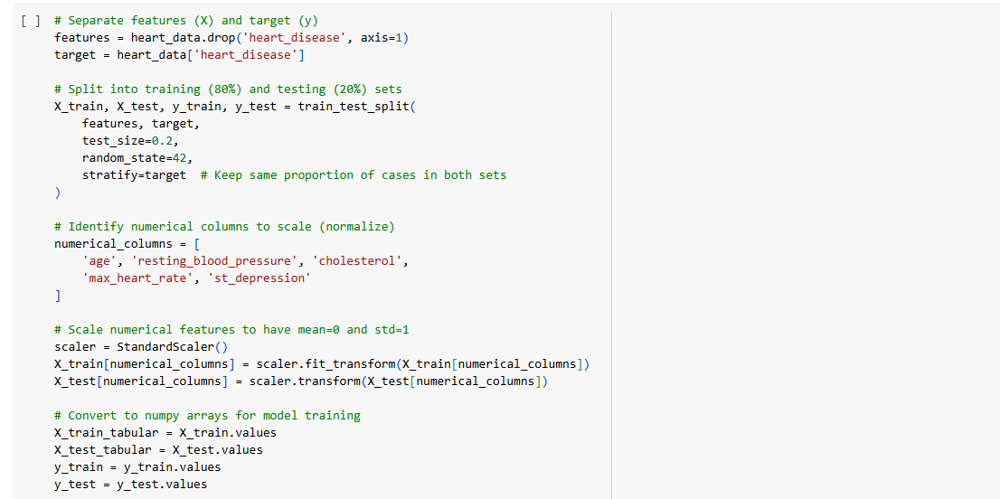 [ ] # Separate features (X) and target (y)
features = heart_data.drop('heart_disease', axis=1)
target = heart_data['heart_disease']
# Split into training (80%) and testing (20%) sets
X_train, X_test, y_train, y_test = train_test_split(
features, target,
test_size=0.2,
random_state=42,
stratify=target  # Keep same proportion of cases in both sets
)
# Identify numerical columns to scale (normalize)
numerical_columns = [
'age', 'resting_blood_pressure', 'cholesterol',
'max_heart_rate', 'st_depression'
]
# Scale numerical features to have mean=0 and std=1
scaler = StandardScaler()
X_train[numerical_columns] = scaler.fit_transform(X_train[numerical_columns])
X_test[numerical_columns] = scaler.transform(X_test[numerical_columns])
# Convert to numpy arrays for model training
X_train_tabular = X_train.values
X_test_tabular = X_test.values
y_train = y_train.values
y_test = y_test.values